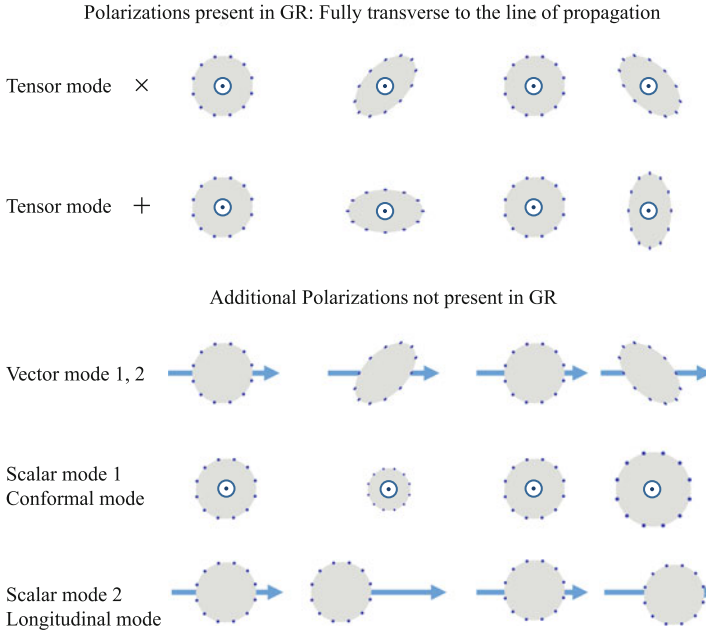 Polarizations present in GR: Fully transverse to the line of propagation
Tensor mode ×
Tensor mode +
Additional Polarizations not present in GR
Vector mode 1, 2
Scalar mode 1
Conformal mode
Scalar mode 2
Longitudinal mode